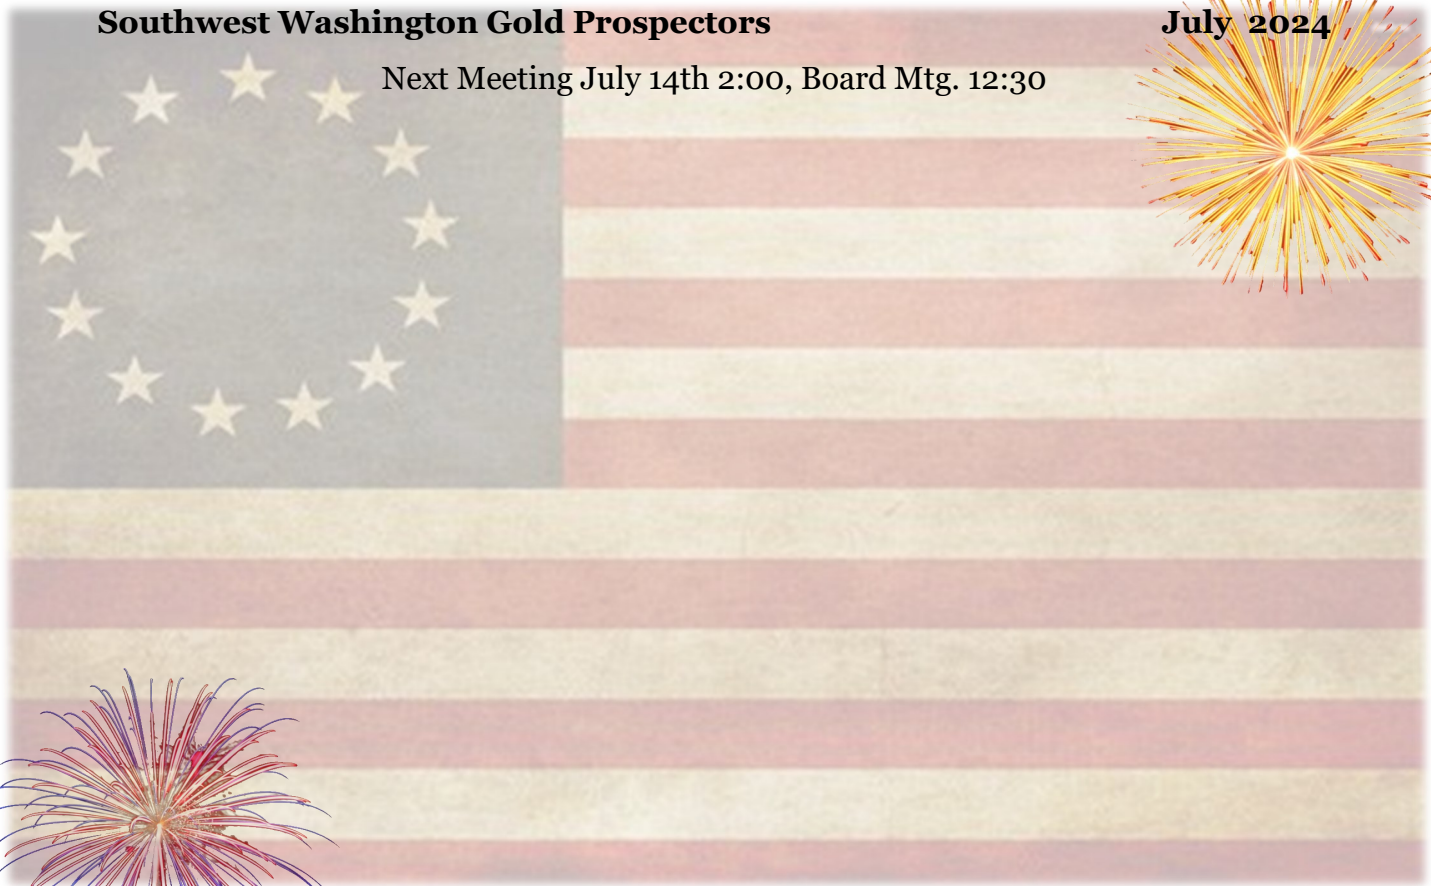 Southwest Washington Gold Prospectors July 2024
Next Meeting July 14th 2:00, Board Mtg. 12:30